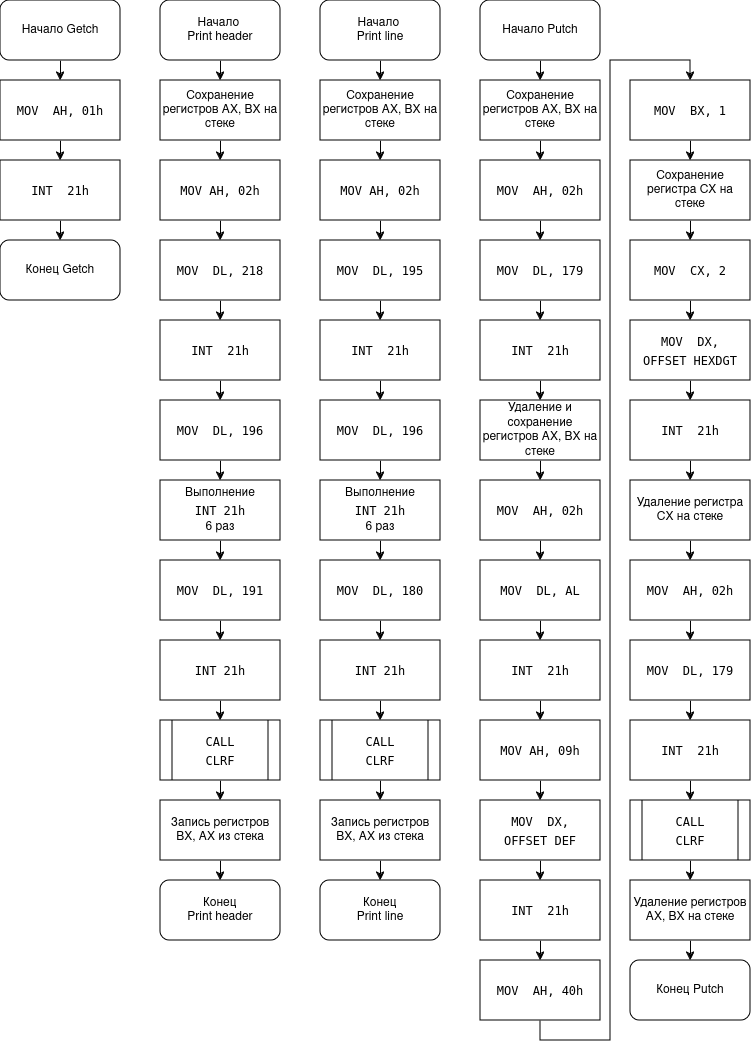 Начало Getch
MOV AH, 01h
INT 21h
Конец Getch
Начало
Print header
Сохранение
регистров AX, BX на
стеке
MOV AH, 02h
MOV DL, 218
INT 21h
MOV DL, 196
Выполнение
INT 21h
6 раз
MOV DL, 191
INT 21h
CALL
CLRF
Запись регистров
BX, AX из стека
Конец
Print header
Начало
Print line
Сохранение
регистров AX, BX на
стеке
MOV AH, 02h
MOV DL, 195
INT 21h
MOV DL, 196
Выполнение
INT 21h
6 раз
MOV DL, 180
INT 21h
CALL
CLRF
Запись регистров
BX, AX из стека
Конец
Print line
Начало Putch
Сохранение
регистров AX, BX на
стеке
MOV AH, 02h
MOV DL, 179
INT 21h
Удаление и
сохранение
регистров AX, BX на
стеке
MOV AH, 02h
MOV DL, AL
INT 21h
MOV AH, 09h
MOV DX,
OFFSET DEF
INT 21h
MOV AH, 40h
MOV BX, 1
Сохранение
регистра CX на
стеке
MOV CX, 2
MOV DX,
OFFSET HEXDGT
INT 21h
Удаление регистра
CX на стеке
MOV AH, 02h
MOV DL, 179
INT 21h
CALL
CLRF
Удаление регистров
AX, BX на стеке
Конец Putch